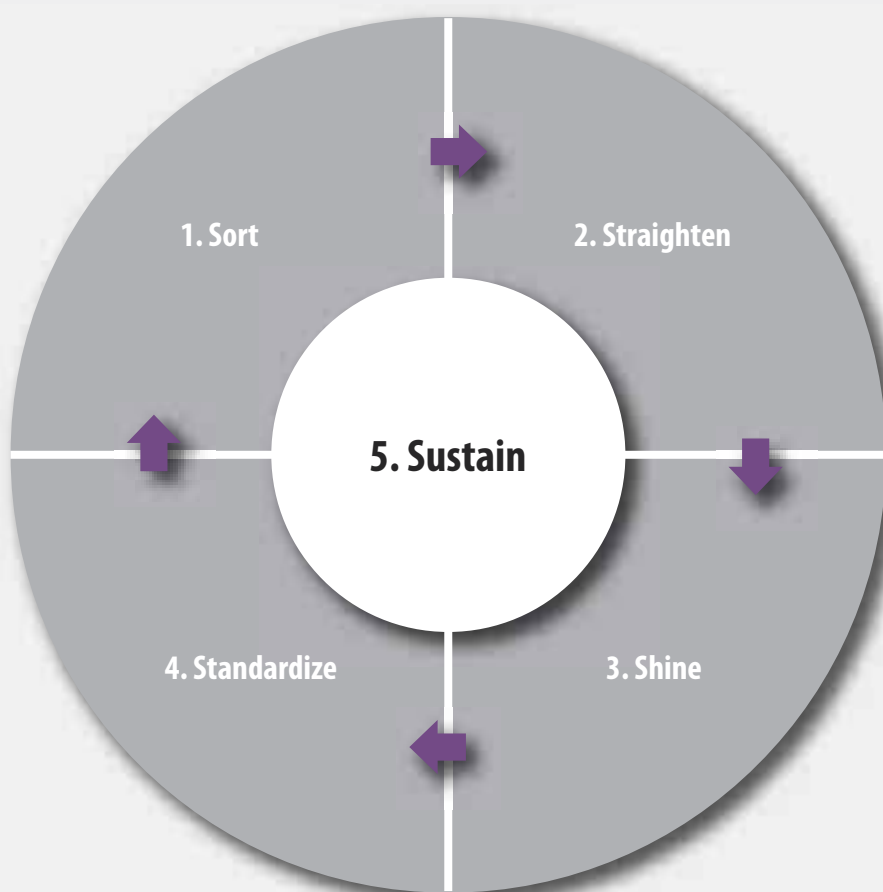 1. Sort
2. Straighten
5. Sustain
4. Standardize
3. Shine